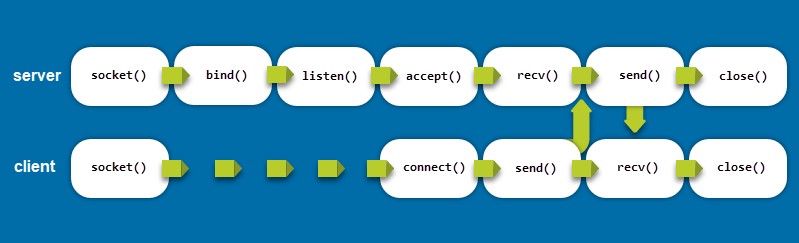 server
socket()
bind()
listen()
accept()
recv()
send()
close()
client
socket()
connect()
send()
recv()
close()